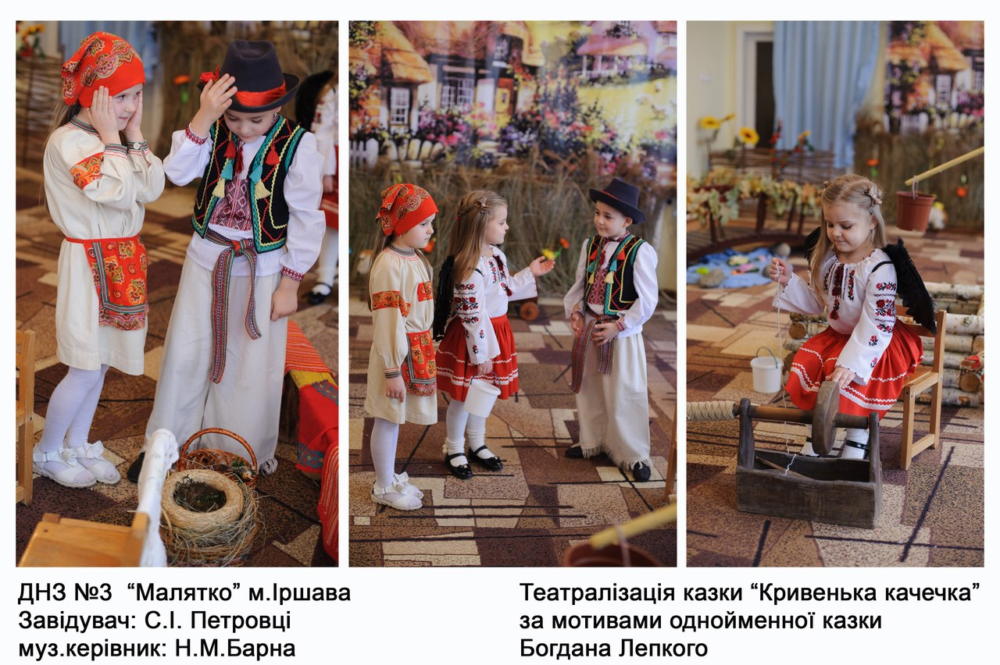 ДНЗ №3 “Малятко” м.Іршава
Завідувач: С.І. Петровці
муз.керівник: Н.М.Барна
Театралізація казки “Кривенька качечка”
за мотивами однойменної казки
Богдана Лепкого